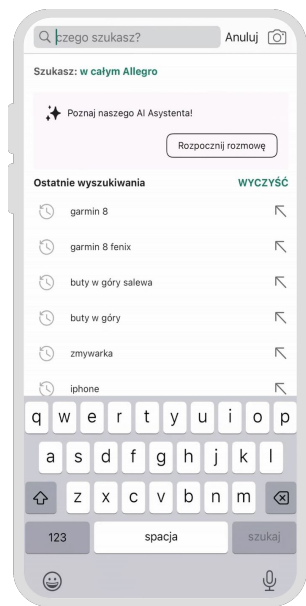 czego szukasz? Anuluj
Szukasz: w całym Allegro
Poznaj naszego AI Asystenta!
Rozpocznij rozmowę
Ostatnie wyszukiwania WYCZYŚĆ
garmin 8
garmin 8 fenix
buty w góry salewa
buty w góry
zmywarka
iphone
q w e r t y u i o p
a s d f g h j k l
z x c v b n m
123 spacja szukaj